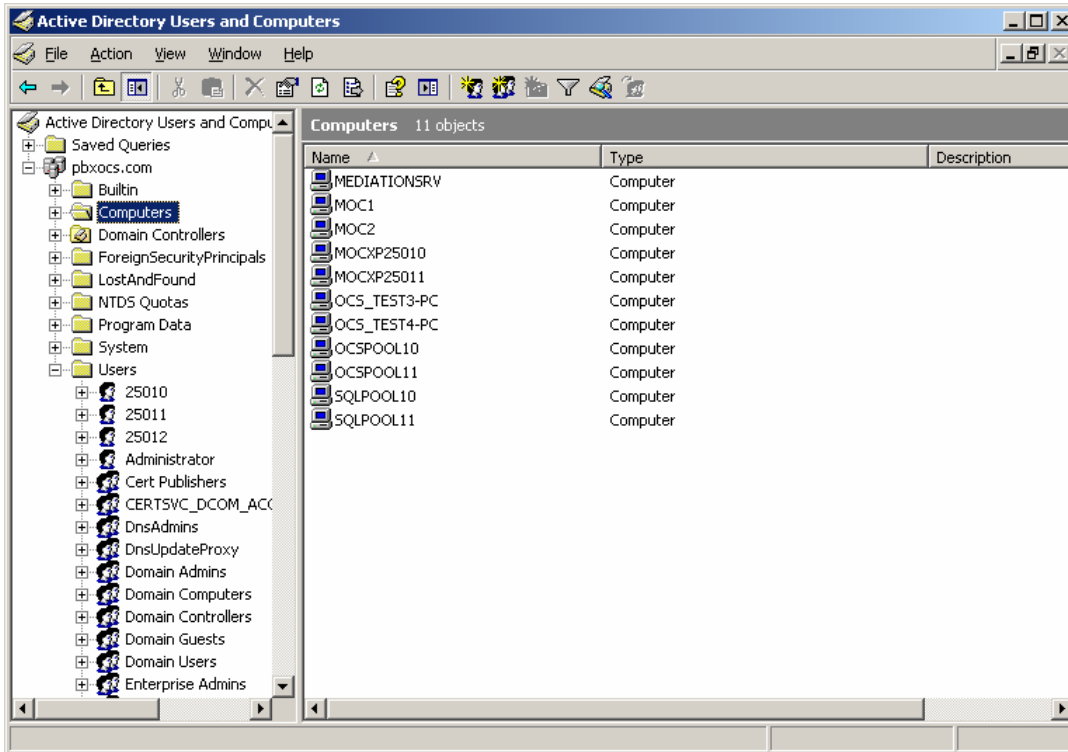 Active Directory Users and Computers
File Action View Window Help
Active Directory Users and Compu
Saved Queries
pbxocs.com
Builtin
Computers
Domain Controllers
ForeignSecurityPrincipals
LostAndFound
NTDS Quotas
Program Data
System
Users
25010
25011
25012
Administrator
Cert Publishers
CERTSVC_DCOM_ACC
DnsAdmins
DnsUpdateProxy
Domain Admins
Domain Computers
Domain Controllers
Domain Guests
Domain Users
Enterprise Admins
Computers 11 objects
Name Type Description
MEDIATIONSRV Computer
MOC1 Computer
MOC2 Computer
MOCXP25010 Computer
MOCXP25011 Computer
OCS_TEST3-PC Computer
OCS_TEST4-PC Computer
OCSPOOL10 Computer
OCSPOOL11 Computer
SQLPOOL10 Computer
SQLPOOL11 Computer